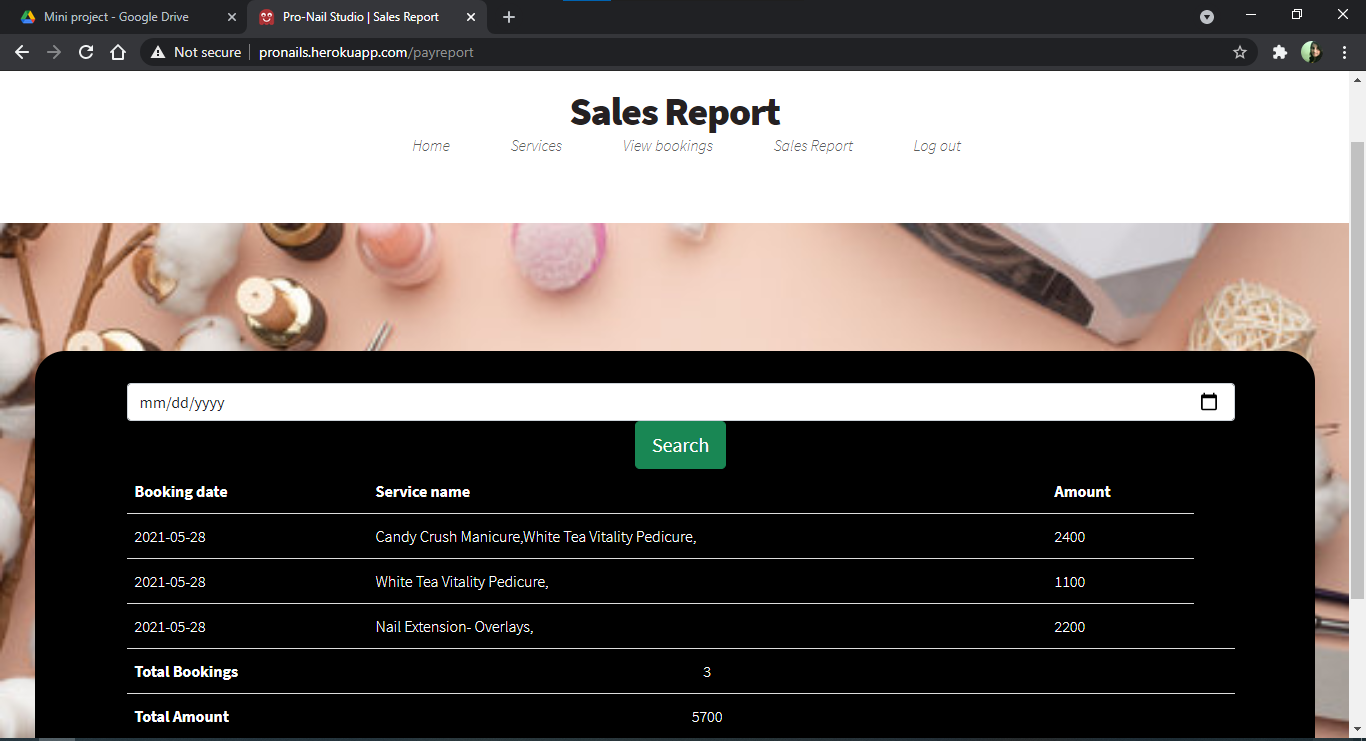 Mini project - Google Drive
Pro-Nail Studio | Sales Report
Not secure
pronails.herokuapp.com/payreport
Sales Report
Home Services View bookings Sales Report Log out
mm/dd/yyyy
Search
Booking date Service name Amount
2021-05-28 Candy Crush Manicure,White Tea Vitality Pedicure, 2400
2021-05-28 White Tea Vitality Pedicure, 1100
2021-05-28 Nail Extension- Overlays, 2200
Total Bookings 3
Total Amount 5700